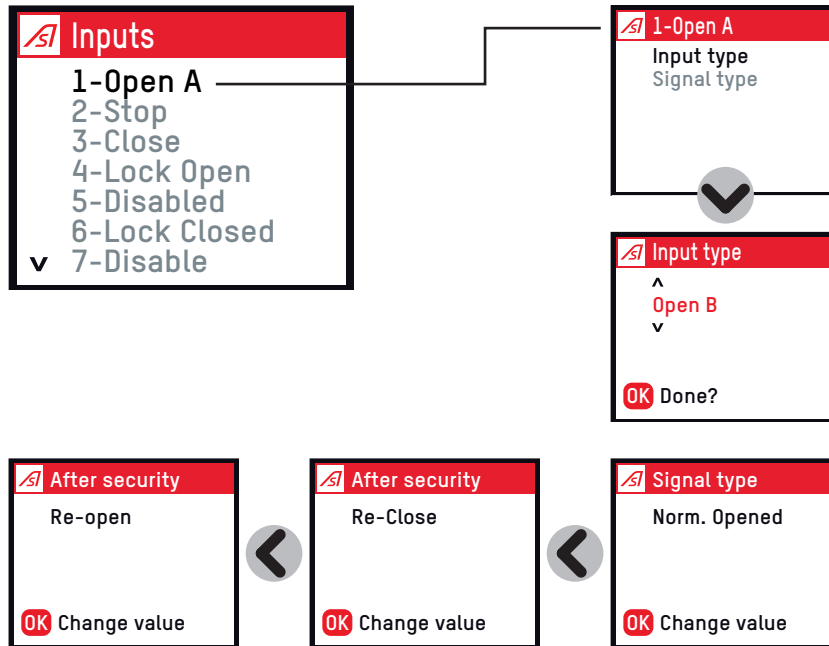 Inputs
1-Open A
2-Stop
3-Close
4-Lock Open
5-Disabled
6-Lock Closed
v 7-Disable
1-Open A
Input type
Signal type
Input type
^
Open B
v
OK Done?
After security
Re-open
OK Change value
After security
Re-Close
OK Change value
Signal type
Norm. Opened
OK Change value